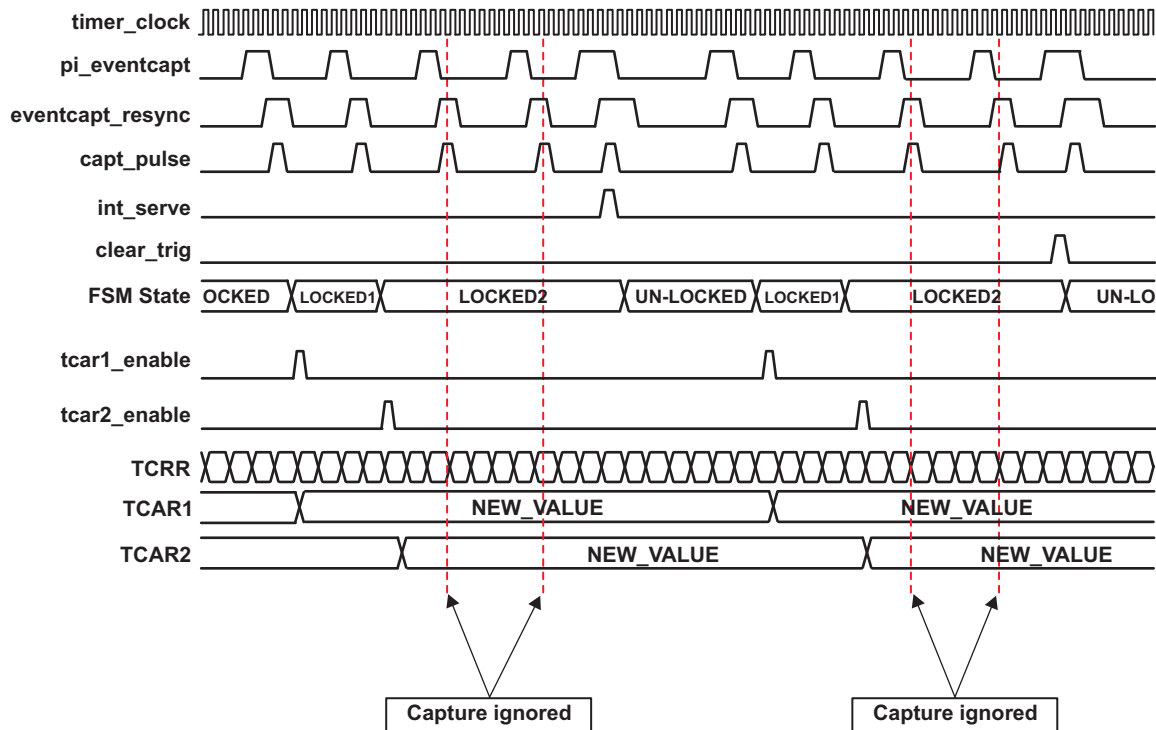 timer_clock
pi_eventcapt
eventcapt_resync
capt_pulse
int_serve
clear_trig
FSM State OCKED LOCKED1 LOCKED2 UN-LOCKED LOCKED1 LOCKED2 UN-LO
tcar1_enable
tcar2_enable
TCRR
TCAR1 NEW_VALUE NEW_VALUE
TCAR2 NEW_VALUE NEW_VALUE
Capture ignored Capture ignored